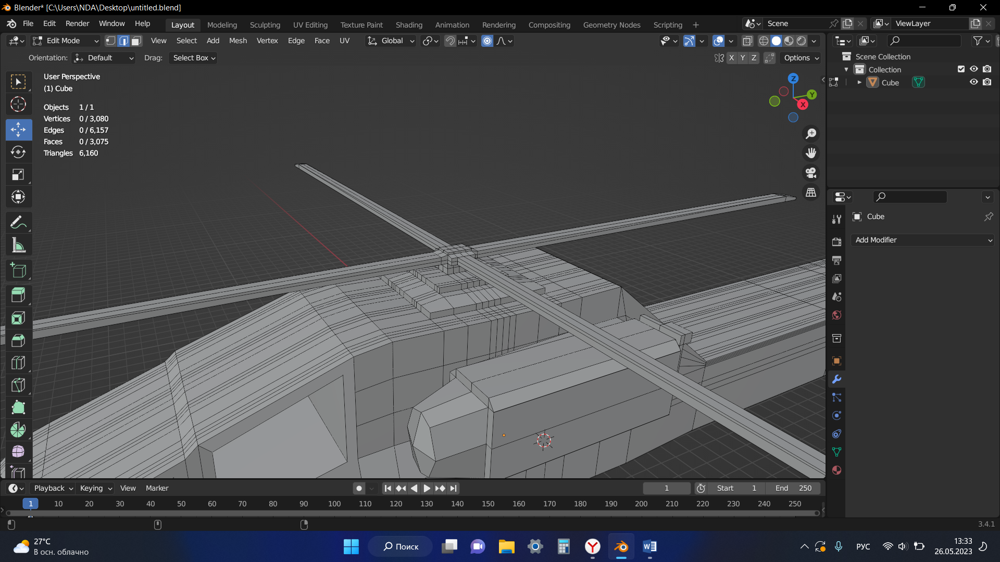 Blender* [C:\Users\NDA\Desktop\untitled.blend]
File Edit Render Window Help Layout Modeling Sculpting UV Editing Texture Paint Shading Animation Rendering Compositing Geometry Nodes Scripting + Scene ViewLayer
Edit Mode View Select Add Mesh Vertex Edge Face UV Global
Orientation: Default Drag: Select Box X Y Z Options
Scene Collection
Collection
Cube
User Perspective
(1) Cube
Objects 1 / 1
Vertices 0 / 3,080
Edges 0 / 6,157
Faces 0 / 3,075
Triangles 6,160
Z
Y
X
Cube
Add Modifier
Playback Keying View Marker 1 Start 1 End 250
1 10 20 30 40 50 60 70 80 90 100 110 120 130 140 150 160 170 180 190 200 210 220 230 240 250
3.4.1
27°C
В осн. облачно
Поиск
РУС
13:33
26.05.2023